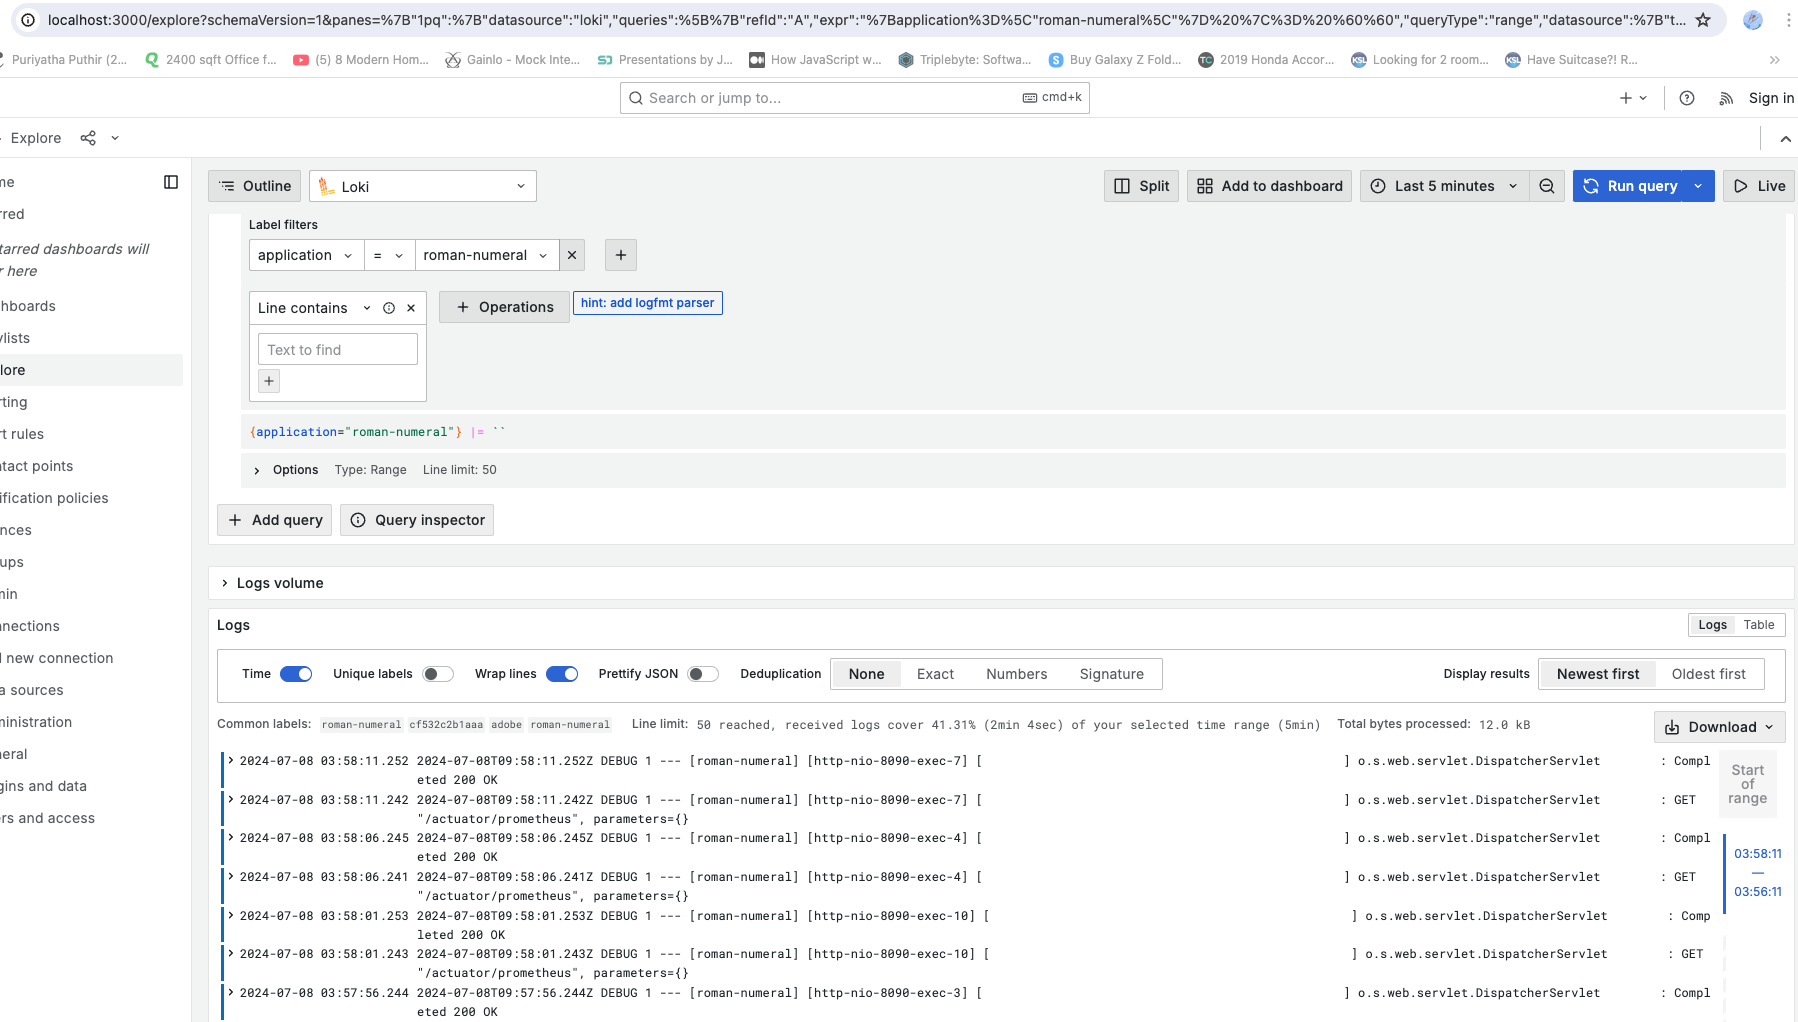 localhost:3000/explore?schemaVersion=1&panes=%7B"1pq":%7B"datasource":"loki","queries":%5B%7B"refId":"A","expr":"%7Bapplication%3D%5C"roman-numeral%5C"%7D%20%7C%3D%20%60%60","queryType":"range","datasource":%7B"t...
Puriyatha Puthir (2... 2400 sqft Office f... (5) 8 Modern Hom... Gainlo - Mock Inte... Presentations by J... How JavaScript w... Triplebyte: Softwa... Buy Galaxy Z Fold... 2019 Honda Accor... Looking for 2 room... Have Suitcase?! R...
Search or jump to... cmd+k Sign in
Explore
me
rred
tarred dashboards will
r here
hboards
ylists
lore
rting
rt rules
ntact points
ification policies
nces
ups
min
nnections
d new connection
a sources
ministration
neral
gins and data
ers and access
Outline Loki Split Add to dashboard Last 5 minutes Run query Live
Label filters
application = roman-numeral
Line contains Operations hint: add logfmt parser
Text to find
{application="roman-numeral"} |= ``
Options Type: Range Line limit: 50
Add query Query inspector
Logs volume
Logs Logs Table
Time Unique labels Wrap lines Prettify JSON Deduplication None Exact Numbers Signature Display results Newest first Oldest first
Common labels: roman-numeral cf532c2b1aaa adobe roman-numeral Line limit: 50 reached, received logs cover 41.31% (2min 4sec) of your selected time range (5min) Total bytes processed: 12.0 kB
Download
2024-07-08 03:58:11.252 2024-07-08T09:58:11.252Z DEBUG 1 --- [roman-numeral] [http-nio-8090-exec-7] [ ] o.s.web.servlet.DispatcherServlet : Compl
eted 200 OK
2024-07-08 03:58:11.242 2024-07-08T09:58:11.242Z DEBUG 1 --- [roman-numeral] [http-nio-8090-exec-7] [ ] o.s.web.servlet.DispatcherServlet : GET
"/actuator/prometheus", parameters={}
2024-07-08 03:58:06.245 2024-07-08T09:58:06.245Z DEBUG 1 --- [roman-numeral] [http-nio-8090-exec-4] [ ] o.s.web.servlet.DispatcherServlet : Compl
eted 200 OK
2024-07-08 03:58:06.241 2024-07-08T09:58:06.241Z DEBUG 1 --- [roman-numeral] [http-nio-8090-exec-4] [ ] o.s.web.servlet.DispatcherServlet : GET
"/actuator/prometheus", parameters={}
2024-07-08 03:58:01.253 2024-07-08T09:58:01.253Z DEBUG 1 --- [roman-numeral] [http-nio-8090-exec-10] [ ] o.s.web.servlet.DispatcherServlet : Comp
leted 200 OK
2024-07-08 03:58:01.243 2024-07-08T09:58:01.243Z DEBUG 1 --- [roman-numeral] [http-nio-8090-exec-10] [ ] o.s.web.servlet.DispatcherServlet : GET
"/actuator/prometheus", parameters={}
2024-07-08 03:57:56.244 2024-07-08T09:57:56.244Z DEBUG 1 --- [roman-numeral] [http-nio-8090-exec-3] [ ] o.s.web.servlet.DispatcherServlet : Compl
eted 200 OK
Start
of
range
03:58:11
—
03:56:11